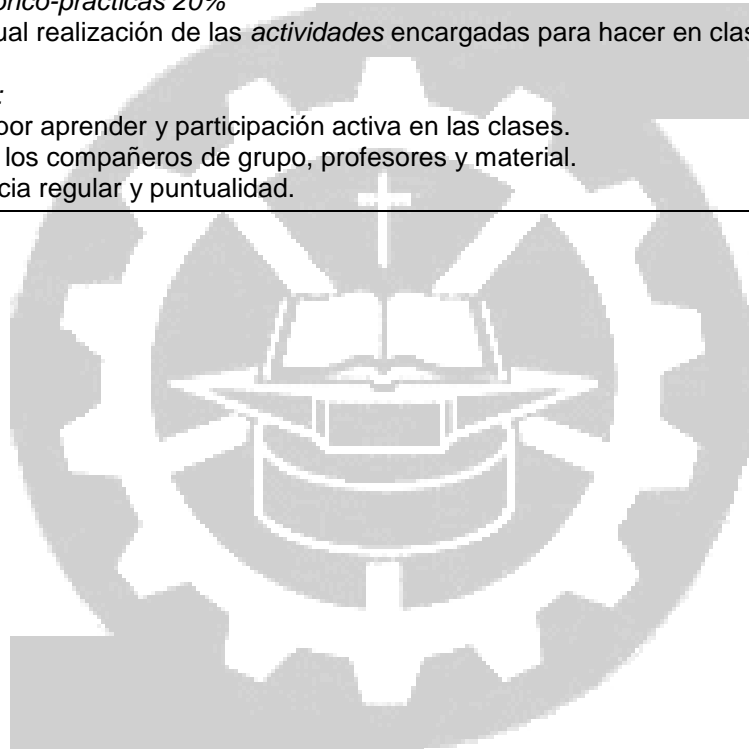 órico-prácticas 20%
ual realización de las actividades encargadas para hacer en clas
:
por aprender y participación activa en las clases.
los compañeros de grupo, profesores y material.
cia regular y puntualidad.